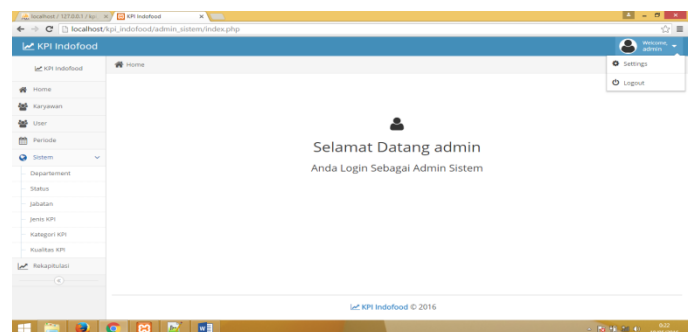 localhost / 127.0.0.1 / kp
KPI Indofood
localhost/kpi_indofood/admin_sistem/index.php
KPI Indofood
Welcome,
admin
KPI Indofood
Home
Settings
Logout
Home
Karyawan
User
Periode
Sistem
Departement
Status
Jabatan
Jenis KPI
Kategori KPI
Kualitas KPI
Rekapitulasi
Selamat Datang admin
Anda Login Sebagai Admin Sistem
KPI Indofood © 2016
6:22